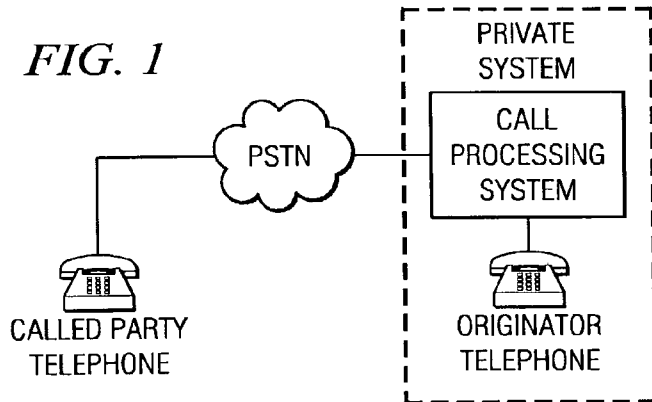 FIG. 1
PRIVATE
SYSTEM
CALL
PROCESSING
SYSTEM
PSTN
CALLED PARTY
TELEPHONE
ORIGINATOR
TELEPHONE